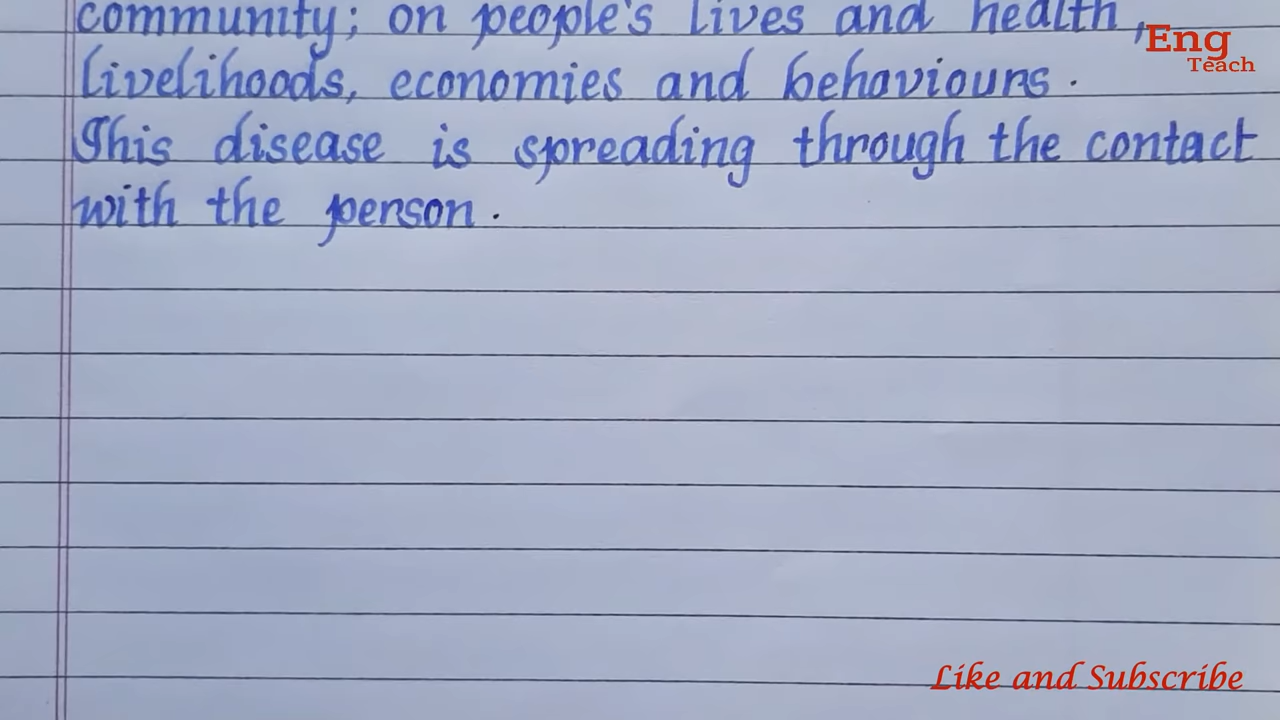 community; on people's lives and health,
livelihoods, economies and behaviours.
This disease is spreading through the contact
with the person.
Eng
Teach
Like and Subscribe